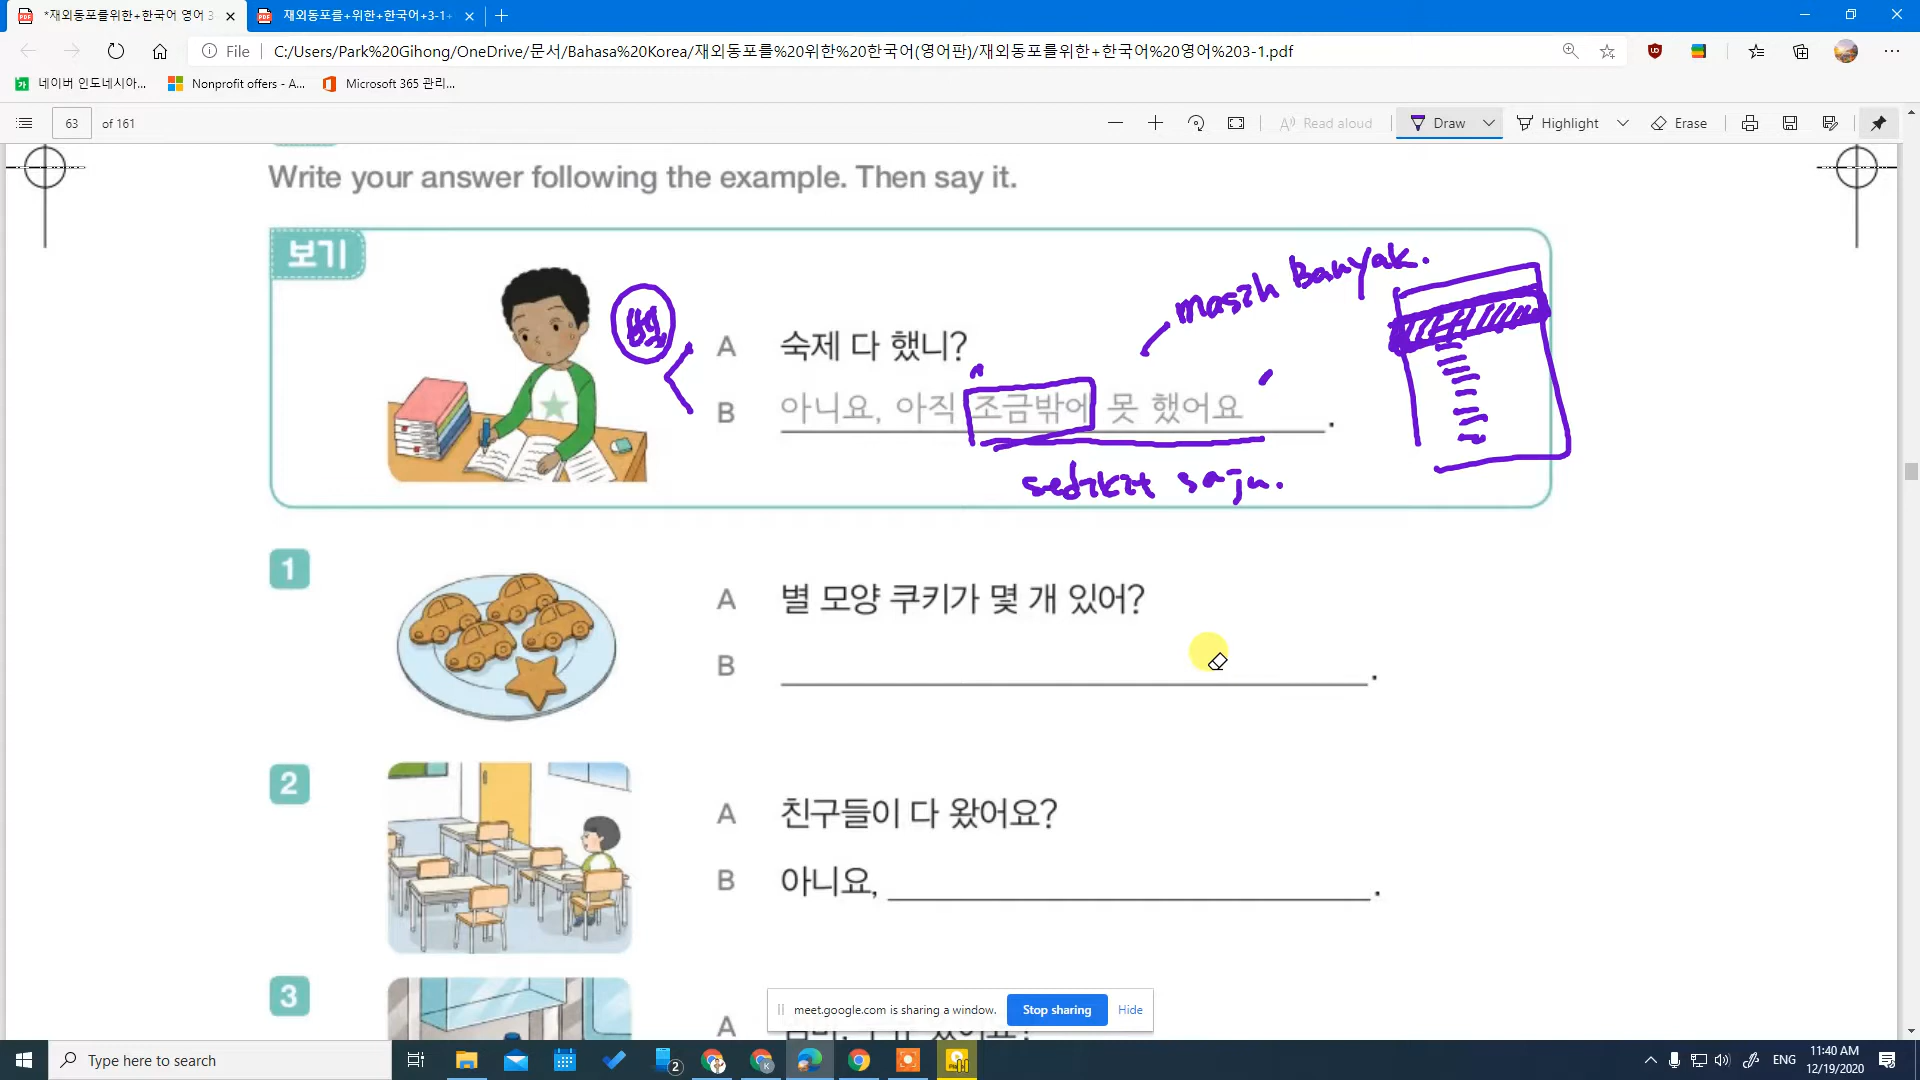 *재외동포를위한+한국어 영어 3
재외동포를+위한+한국어+3-1+
File
C:/Users/Park%20Gihong/OneDrive/문서/Bahasa%20Korea/재외동포를%20위한%20한국어(영어판)/재외동포를위한+한국어%20영어%203-1.pdf
네이버 인도네시아어...
Nonprofit offers - A...
Microsoft 365 관리...
63 of 161
Read aloud
Draw
Highlight
Erase
Write your answer following the example. Then say it.
보기
masih Banyak.
A 숙제 다 했니?
B 아니요, 아직 조금밖에 못 했어요.
sedikit saja.
1
A 별 모양 쿠키가 몇 개 있어?
B .
2
A 친구들이 다 왔어요?
B 아니요, .
3
A
meet.google.com is sharing a window.
Stop sharing
Hide
Type here to search
2
ENG
11:40 AM
12/19/2020